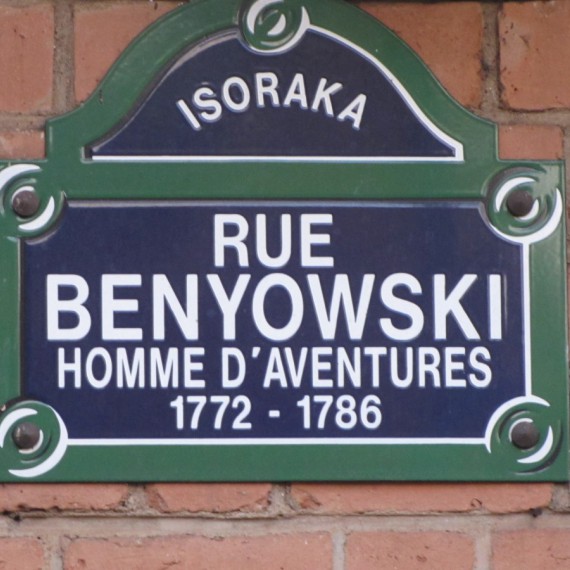 ISORAKA
RUE
BENYOWSKI
HOMME D'AVENTURES
1772 - 1786